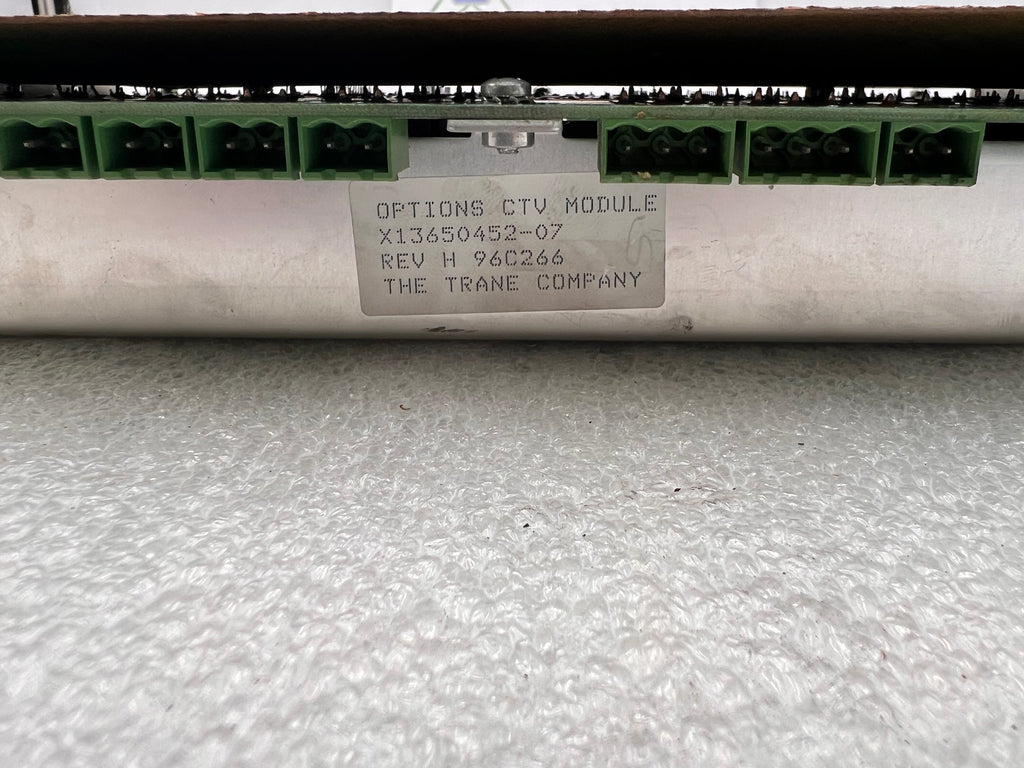 OPTIONS CTV MODULE
X13650452-07
REV H 96C266
THE TRANE COMPANY